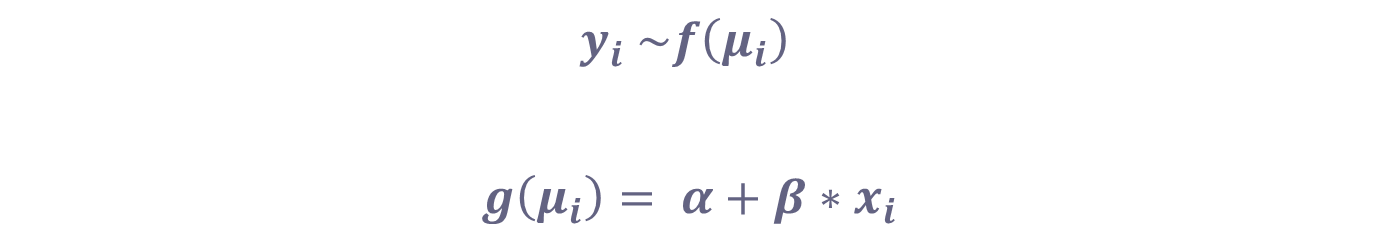 yᵢ ~f(μᵢ)
g(μᵢ) = α + β * xᵢ